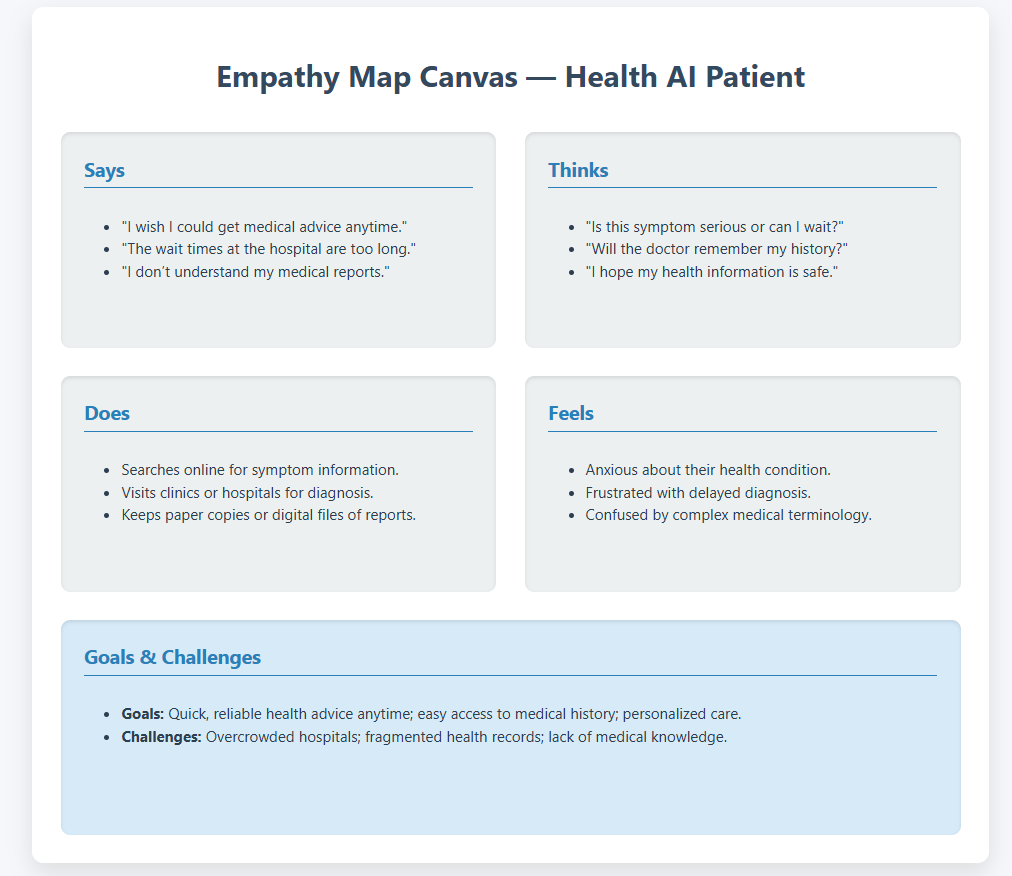 Empathy Map Canvas — Health AI Patient
Says
• "I wish I could get medical advice anytime."
• "The wait times at the hospital are too long."
• "I don’t understand my medical reports."
Thinks
• "Is this symptom serious or can I wait?"
• "Will the doctor remember my history?"
• "I hope my health information is safe."
Does
• Searches online for symptom information.
• Visits clinics or hospitals for diagnosis.
• Keeps paper copies or digital files of reports.
Feels
• Anxious about their health condition.
• Frustrated with delayed diagnosis.
• Confused by complex medical terminology.
Goals & Challenges
• Goals: Quick, reliable health advice anytime; easy access to medical history; personalized care.
• Challenges: Overcrowded hospitals; fragmented health records; lack of medical knowledge.